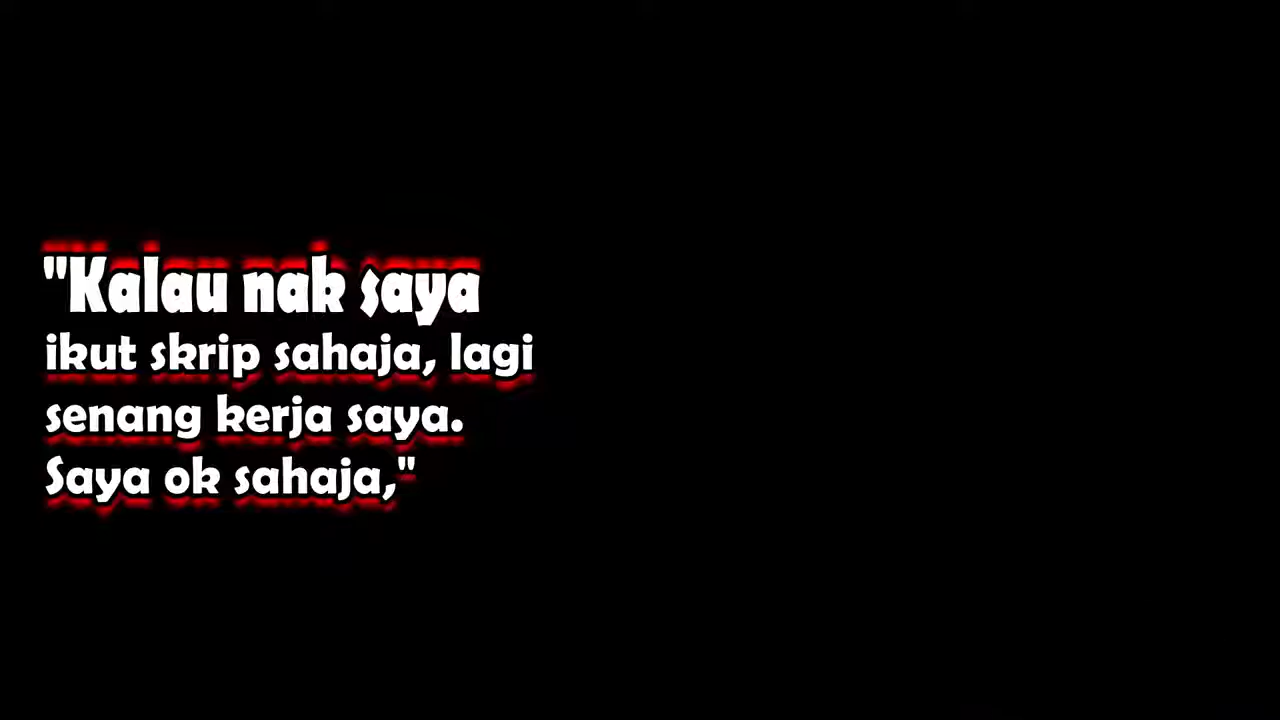 "Kalau nak saya
ikut skrip sahaja, lagi
senang kerja saya.
Saya ok sahaja,"